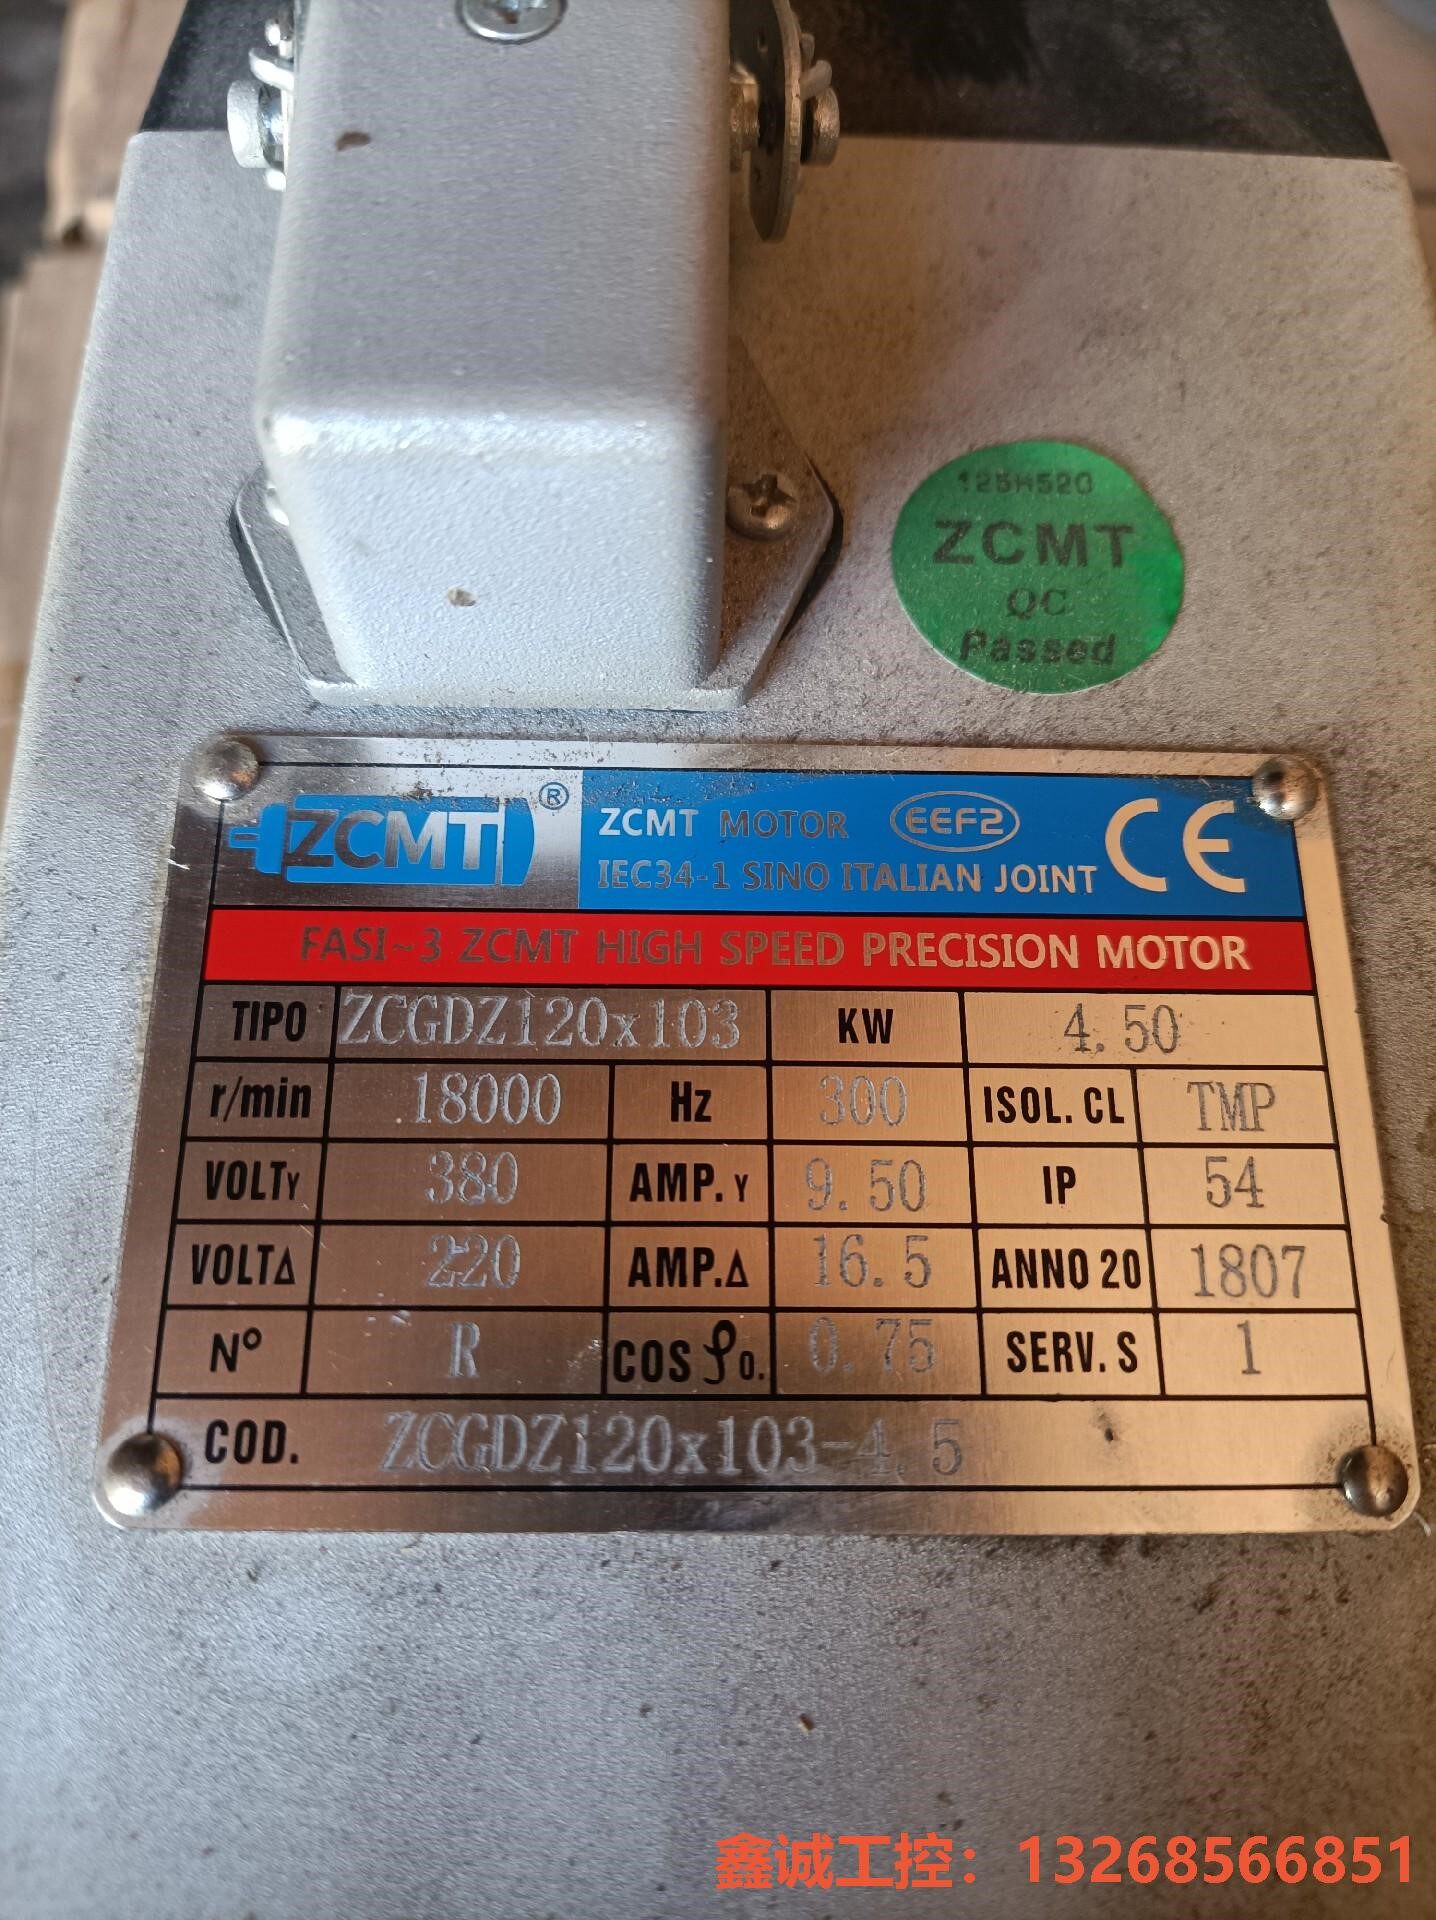 125H520
ZCMT
QC
Passed
ZCMT®
ZCMT MOTOR EEF2 CE
IEC34-1 SINO ITALIAN JOINT
FASI~3 ZCMT HIGH SPEED PRECISION MOTOR
TIPO ZCGDZ120x103 KW 4.50
r/min 18000 Hz 300 ISOL. CL TMP
VOLTY 380 AMP. Y 9.50 IP 54
VOLTΔ 220 AMP.Δ 16.5 ANNO 20 1807
Nº R COS φ0. 0.75 SERV. S 1
COD. ZCGDZ120x103-4.5
鑫诚工控：13268566851